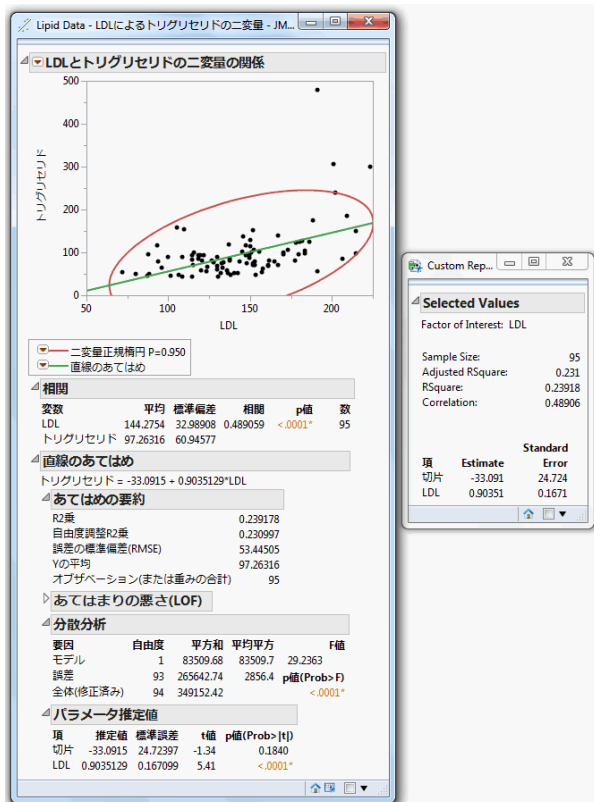 Lipid Data - LDLによるトリグリセリドの二変量 - JM...
LDLとトリグリセリドの二変量の関係
500
400
300
200
100
0
トリグリセリド
50 100 150 200
LDL
二変量正規楕円 P=0.950
直線のあてはめ
相関
変数 平均 標準偏差 相関 p値 数
LDL 144.2754 32.98908 0.489059 <.0001* 95
トリグリセリド 97.26316 60.94577
直線のあてはめ
トリグリセリド = -33.0915 + 0.9035129*LDL
あてはめの要約
R2乗 0.239178
自由度調整R2乗 0.230997
誤差の標準偏差(RMSE) 53.44505
Yの平均 97.26316
オブザベーション(または重みの合計) 95
あてはまりの悪さ(LOF)
分散分析
要因 自由度 平方和 平均平方 F値
モデル 1 83509.68 83509.7 29.2363
誤差 93 265642.74 2856.4 p値(Prob>F)
全体(修正済み) 94 349152.42 <.0001*
パラメータ推定値
項 推定値 標準誤差 t値 p値(Prob>|t|)
切片 -33.0915 24.72397 -1.34 0.1840
LDL 0.9035129 0.167099 5.41 <.0001*
Custom Rep...
Selected Values
Factor of Interest: LDL
Sample Size: 95
Adjusted RSquare: 0.231
RSquare: 0.23918
Correlation: 0.48906
Standard
項 Estimate Error
切片 -33.091 24.724
LDL 0.90351 0.1671